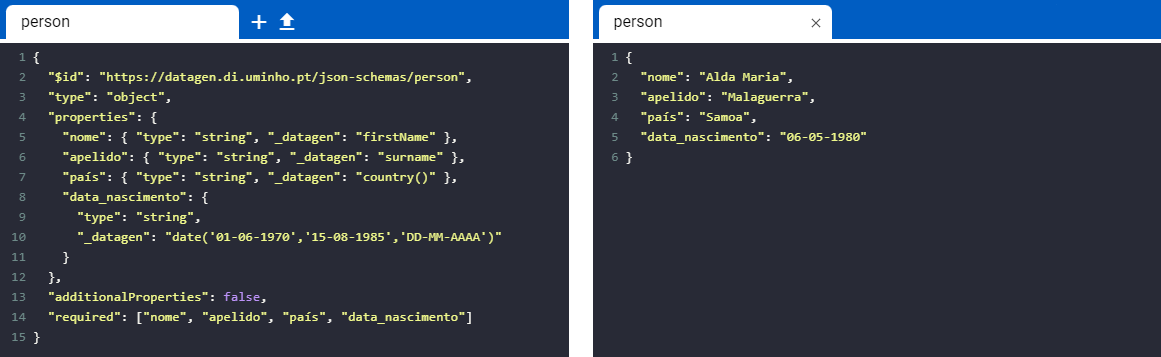 person
1 {
2 "$id": "https://datagen.di.uminho.pt/json-schemas/person",
3 "type": "object",
4 "properties": {
5 "nome": { "type": "string", "_datagen": "firstName" },
6 "apelido": { "type": "string", "_datagen": "surname" },
7 "país": { "type": "string", "_datagen": "country()" },
8 "data_nascimento": {
9 "type": "string",
10 "_datagen": "date('01-06-1970','15-08-1985','DD-MM-AAAA')"
11 }
12 },
13 "additionalProperties": false,
14 "required": ["nome", "apelido", "país", "data_nascimento"]
15 }
person
1 {
2 "nome": "Alda Maria",
3 "apelido": "Malaguerra",
4 "país": "Samoa",
5 "data_nascimento": "06-05-1980"
6 }